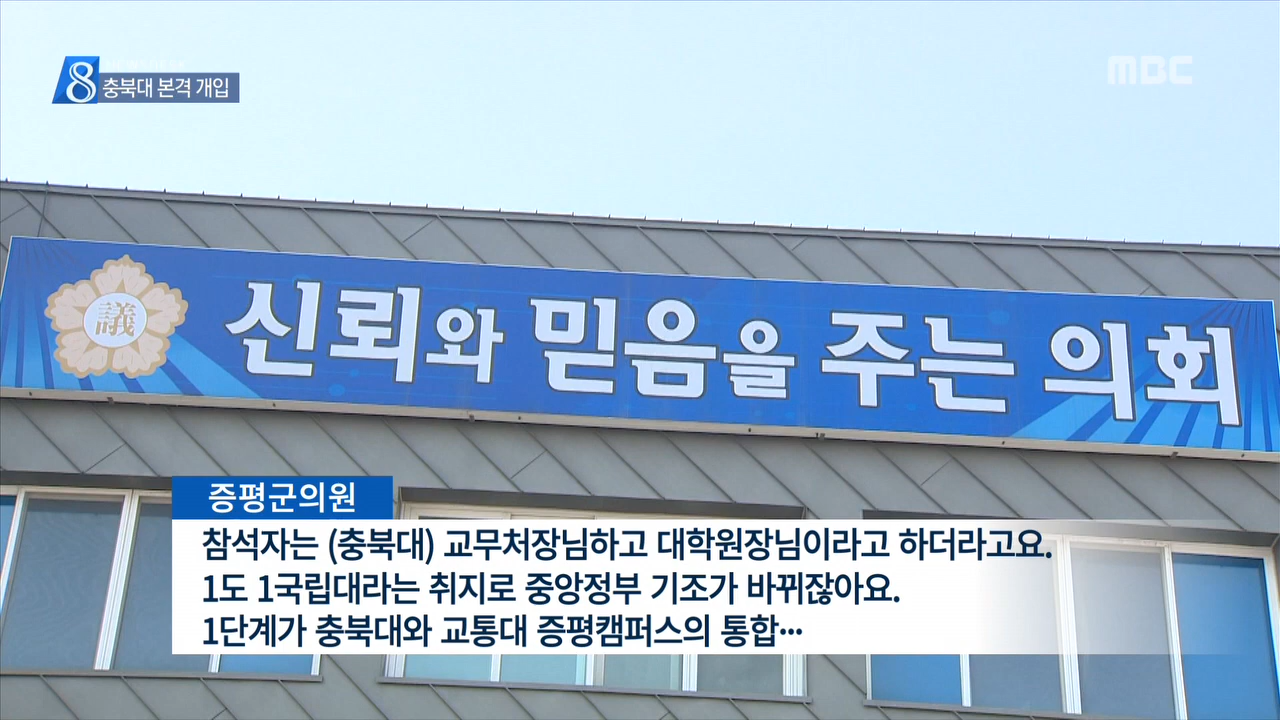 8 충북대 본격 개입
MBC
議
신뢰와 믿음을 주는 의회
증평군의원
참석자는 (충북대) 교무처장님하고 대학원장님이라고 하더라고요.
1도 1국립대라는 취지로 중앙정부 기조가 바뀌잖아요.
1단계가 충북대와 교통대 증평캠퍼스의 통합…